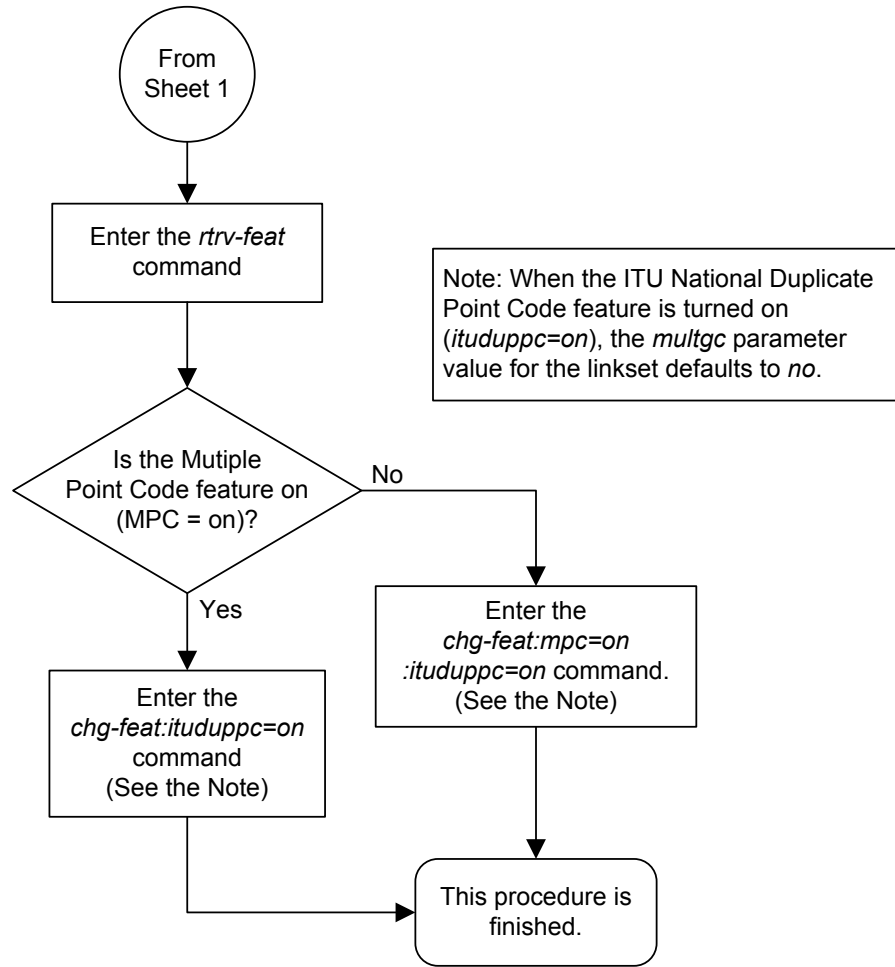 From
Sheet 1
Enter the rtrv-feat
command
Note: When the ITU National Duplicate
Point Code feature is turned on
(ituduppc=on), the multgc parameter
value for the linkset defaults to no.
Is the Mutiple
Point Code feature on
(MPC = on)?
No
Yes
Enter the
chg-feat:mpc=on
:ituduppc=on command.
(See the Note)
Enter the
chg-feat:ituduppc=on
command
(See the Note)
This procedure is
finished.